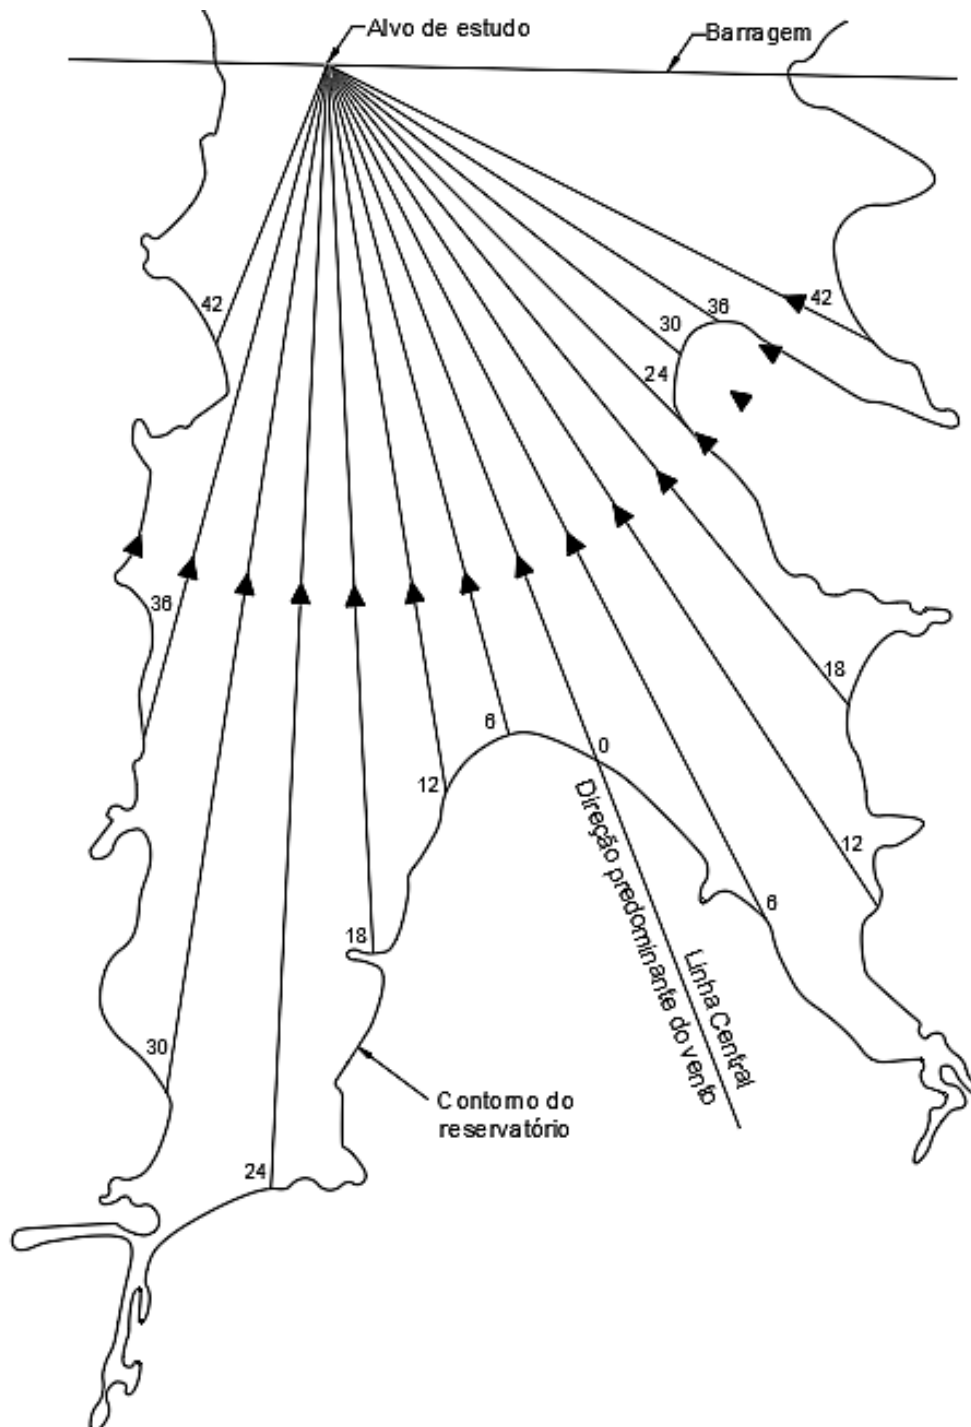 Alvo de estudo
Barragem
42
42
36
30
24
36
18
6
0
12
12
6
18
30
24
Direção predominante do vento
Linha Central
Contorno do
reservatório